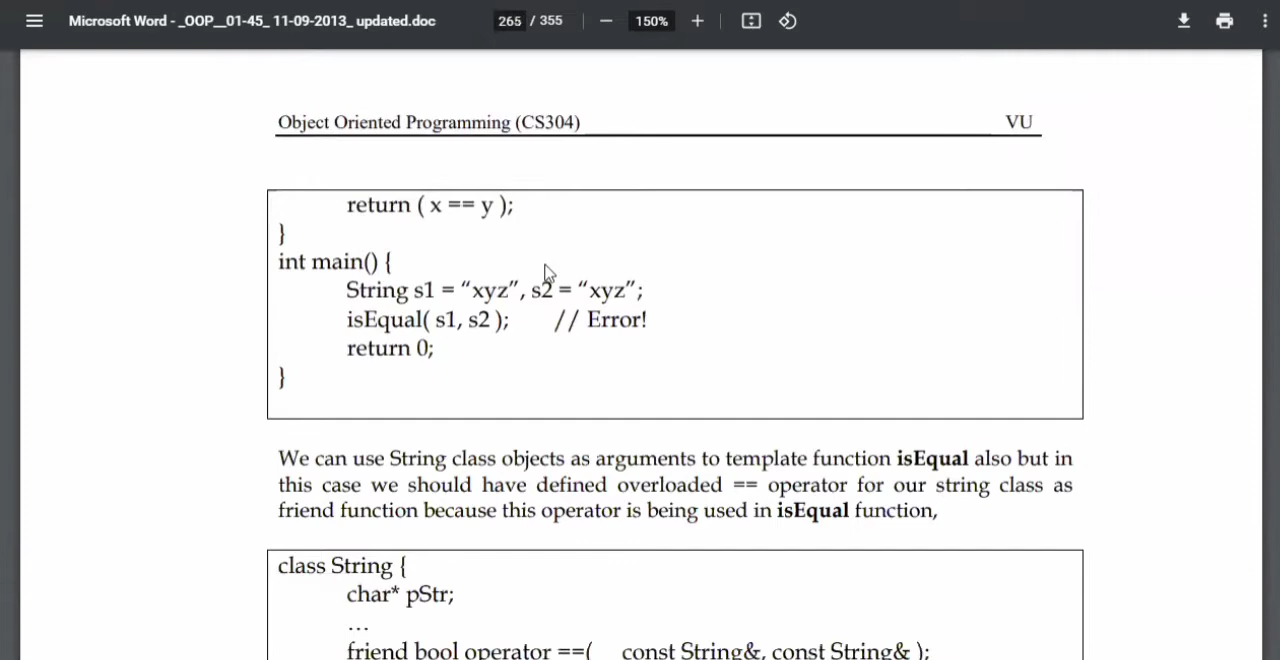 Microsoft Word - _OOP__01-45_ 11-09-2013_ updated.doc 265 / 355 150%
Object Oriented Programming (CS304) VU
return ( x == y );
}
int main() {
String s1 = “xyz”, s2 = “xyz”;
isEqual( s1, s2 ); // Error!
return 0;
}
We can use String class objects as arguments to template function isEqual also but in
this case we should have defined overloaded == operator for our string class as
friend function because this operator is being used in isEqual function,
class String {
char* pStr;
…
friend bool operator ==( const String&, const String& );